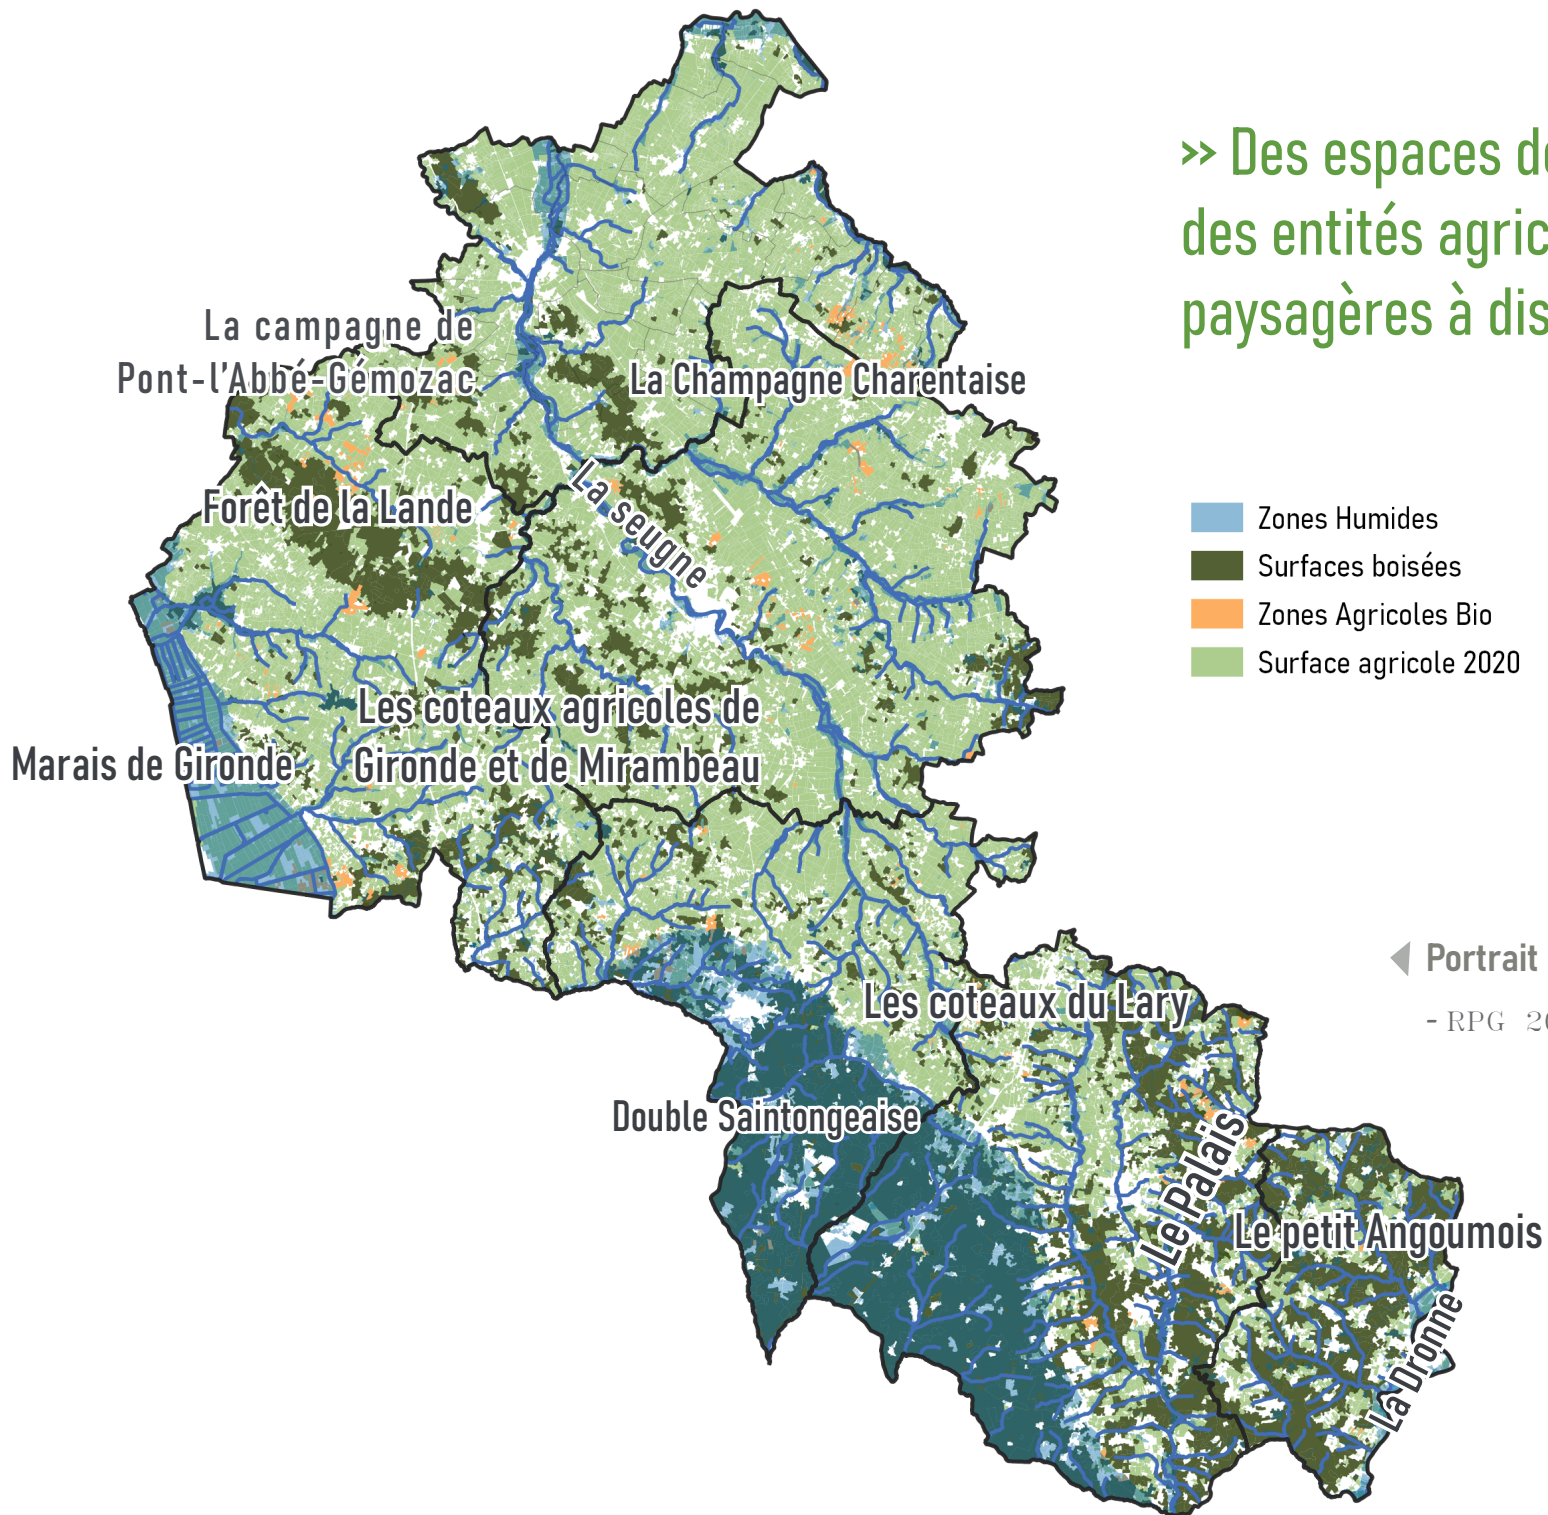 >> Des espaces de
des entités agric
paysagères à dis
La campagne de
Pont-l'Abbé-Gémozac
La Champagne Charentaise
Forêt de la Lande
La seugne
Zones Humides
Surfaces boisées
Zones Agricoles Bio
Surface agricole 2020
Les coteaux agricoles de
Gironde et de Mirambeau
Marais de Gironde
Portrait
- RPG 20
Les coteaux du Lary
Double Saintongeaise
Le Palais
Le petit Angoumois
La Dronne